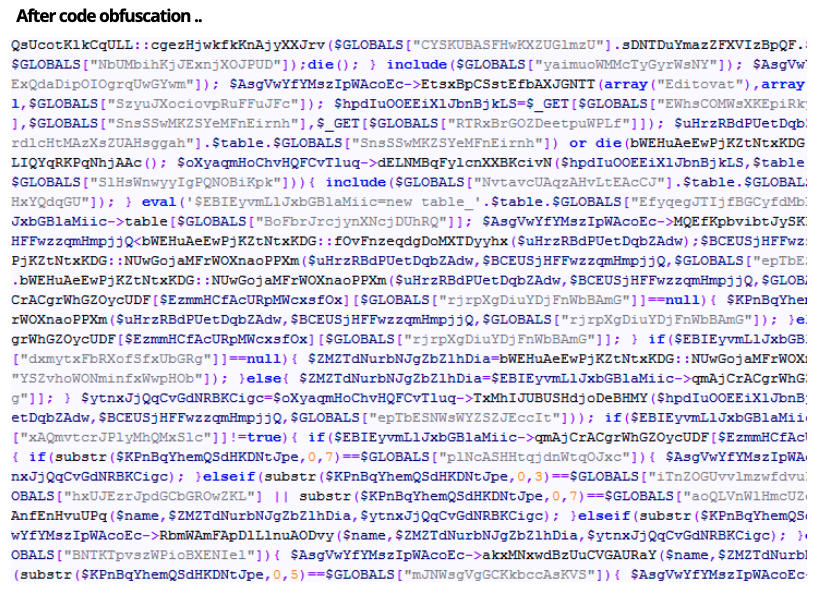 After code obfuscation ..
QsUcotKlkCqULL::cgezHjwkfkKnAjyXXJrv($GLOBALS["CYSKUBASFHwKXZUGlmzU"].sDNTDuYmazZFXVIzBpQF.
$GLOBALS["NbUMbihKjJExnjXOJPUD"]);die(); } include($GLOBALS["yaimuoWMMcTyGyrWsNY"]); $AsgVw
ExQdaDipOIOgrqUwGYwm"]); $AsgVwYfYMszIpWAcoEc->EtsxBpCSstEfbAXJGNTT(array("Editovat"),array
l,$GLOBALS["SzyuJXociovpRuFFuJFc"]); $hpdIuOOEEiXlJbnBjkLS=$_GET[$GLOBALS["EWhsCOMWsXKEpiRk
],$GLOBALS["SnsSSwMKZSYeMFnEirnh"],$_GET[$GLOBALS["RTRxBrGOZDeetpuWPLf"]]); $uHrzRBdPUetDqb
rdlcHtMAzXsZUAHsggah"].$table.$GLOBALS["SnsSSwMKZSYeMFnEirnh"]) or die(bWEHuAeEwPjKZtNtxKDG
LIQYqRKPqNhjAAc(); $oXyaqmHoChvHQFCvTluq->dELNMBqFylcnXXBKcivN($hpdIuOOEEiXlJbnBjkLS,$table
$GLOBALS["SlHsWnwyyIgPQNOBiKpk"])){ include($GLOBALS["NvtavcUAqzAHvLtEAcCJ"].$table.$GLOBAL
HxYQdqGU"]); } eval('$EBIEyvmLlJxbGBlaMiic=new table_'.$table.$GLOBALS["EfyqegJTIjfBGCyfdMb
JxbGBlaMiic->table[$GLOBALS["BoFbrJrcjynXNcjDUhRQ"]]; $AsgVwYfYMszIpWAcoEc->MQEfKpbvibtJySK
HFFwzzqmHmpjjQ<bWEHuAeEwPjKZtNtxKDG::fOvFnzeqdgDoMXTDyyhx($uHrzRBdPUetDqbZAdw);$BCEUSjHFFwz
PjKZtNtxKDG::NUwGojaMFrWOXnaoPPXm($uHrzRBdPUetDqbZAdw,$BCEUSjHFFwzzqmHmpjjQ,$GLOBALS["epTbE
.bWEHuAeEwPjKZtNtxKDG::NUwGojaMFrWOXnaoPPXm($uHrzRBdPUetDqbZAdw,$BCEUSjHFFwzzqmHmpjjQ,$GLOB
CrACgrWhGZOycUDF[$EzmmHCfAcURpMWcxsfOx][$GLOBALS["rjrpXgDiuYDjFnWbBAmG"]]==null){ $KPnBqYhe
rWOXnaoPPXm($uHrzRBdPUetDqbZAdw,$BCEUSjHFFwzzqmHmpjjQ,$GLOBALS["rjrpXgDiuYDjFnWbBAmG"]); }e
grWhGZOycUDF[$EzmmHCfAcURpMWcxsfOx][$GLOBALS["rjrpXgDiuYDjFnWbBAmG"]]; } if($EBIEyvmLlJxbGB
["dxmytxFbRXofSfxUbGRg"]]==null){ $ZMZTdNurbNJgZbZlhDia=bWEHuAeEwPjKZtNtxKDG::NUwGojaMFrWOX
"YSZvhoWONminfxWwpHOb"]); }else{ $ZMZTdNurbNJgZbZlhDia=$EBIEyvmLlJxbGBlaMiic->qmAjCrACgrWhG
g"]]; } $ytnxJjQqCvGdNRBKCigc=$oXyaqmHoChvHQFCvTluq->TxMhIJUBUSHdjoDeBHMY($hpdIuOOEEiXlJbnB
etDqbZAdw,$BCEUSjHFFwzzqmHmpjjQ,$GLOBALS["epTbESNWsWYZSZJEccIt"])); if($EBIEyvmLlJxbGBlaMii
["xAQmvtcrJPlyMhQMxSlc"]]!=true){ if($EBIEyvmLlJxbGBlaMiic->qmAjCrACgrWhGZOycUDF[$EzmmHCfAc
{ if(substr($KPnBqYhemQSdHKDNtJpe,0,7)==$GLOBALS["plNcASHHtqjdnWtqOJxc"]){ $AsgVwYfYMszIpWA
nxJjQqCvGdNRBKCigc); }elseif(substr($KPnBqYhemQSdHKDNtJpe,0,3)==$GLOBALS["iTnZOGUvvlmzwfdvu
OBALS["hxUJEzrJpdGCbGROwZKL"] || substr($KPnBqYhemQSdHKDNtJpe,0,7)==$GLOBALS["aoQLVnWlHmcUZ
AnfEnHvuUPq($name,$ZMZTdNurbNJgZbZlhDia,$ytnxJjQqCvGdNRBKCigc); }elseif(substr($KPnBqYhemQS
wYfYMszIpWAcoEc->RbmWAmFApDlLlnuAODvy($name,$ZMZTdNurbNJgZbZlhDia,$ytnxJjQqCvGdNRBKCigc); }
OBALS["BNTKTpvszWPioBXENIel"]){ $AsgVwYfYMszIpWAcoEc->akxMNxwdBzUuCVGAURaY($name,$ZMZTdNurb
(substr($KPnBqYhemQSdHKDNtJpe,0,5)==$GLOBALS["mJNWsgVgGCKkbccAsKVS"]){ $AsgVwYfYMszIpWAcoEc-